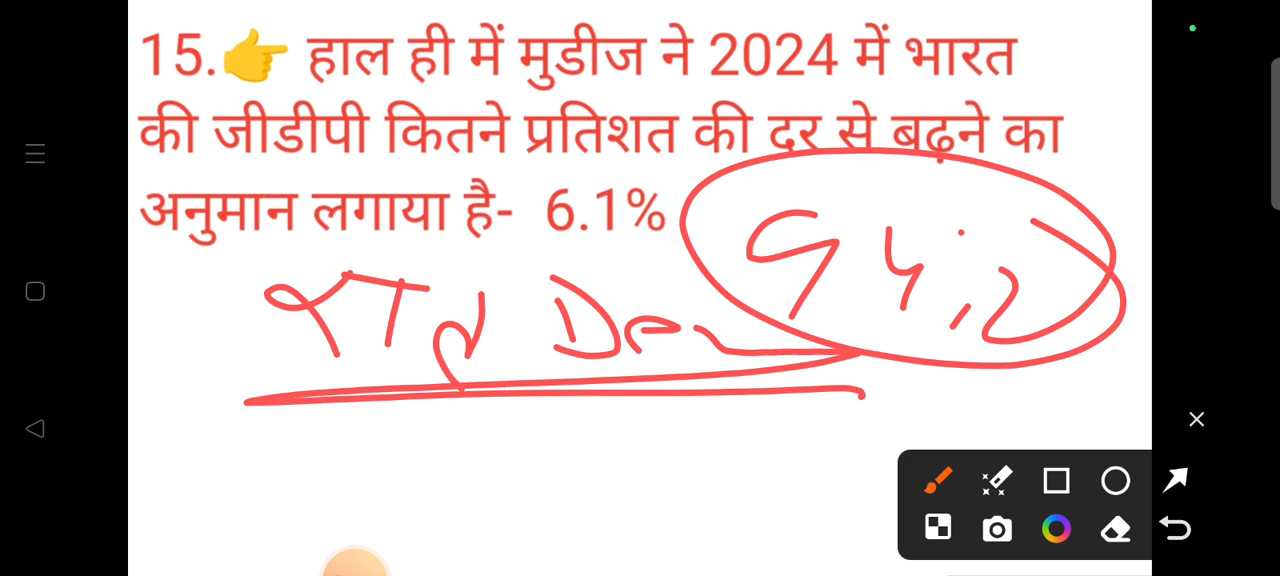 15.👉 हाल ही में मुडीज ने 2024 में भारत
की जीडीपी कितने प्रतिशत की दर से बढ़ने का
अनुमान लगाया है- 6.1%